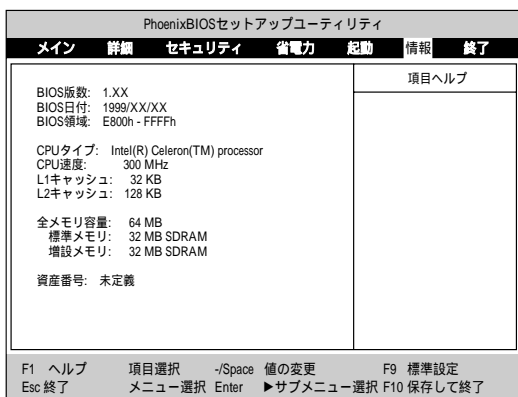 PhoenixBIOSセットアップユーティリティ
メイン 詳細 セキュリティ 省電力 起動 情報 終了
項目ヘルプ
BIOS版数: 1.XX
BIOS日付: 1999/XX/XX
BIOS領域: E800h - FFFFh
CPUタイプ: Intel(R) Celeron(TM) processor
CPU速度: 300 MHz
L1キャッシュ: 32 KB
L2キャッシュ: 128 KB
全メモリ容量: 64 MB
標準メモリ: 32 MB SDRAM
増設メモリ: 32 MB SDRAM
資産番号: 未定義
F1 ヘルプ 項目選択 -/Space 値の変更 F9 標準設定
Esc 終了 メニュー選択 Enter ▶サブメニュー選択 F10 保存して終了